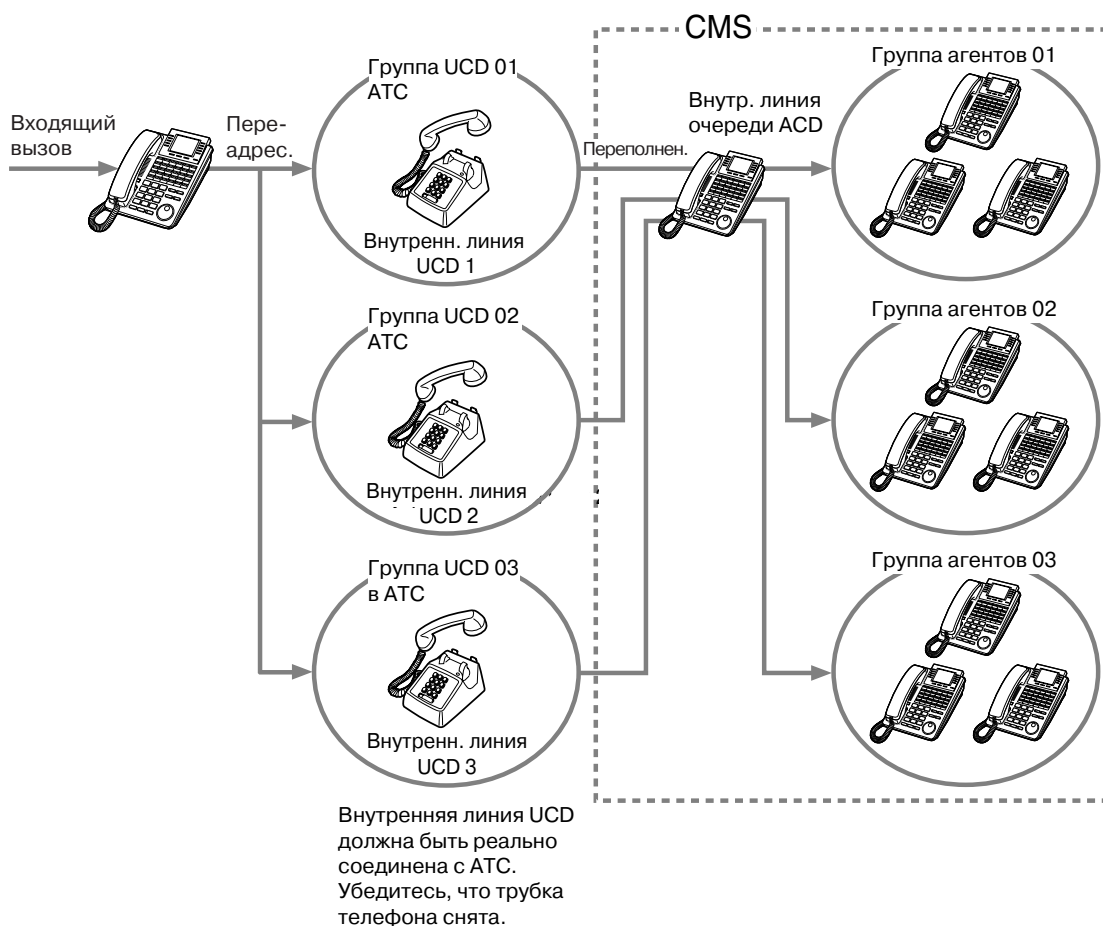 CMS
Входящий
вызов
Пере-
адрес.
Группа UCD 01
АТС
Внутренн. линия
UCD 1
Переполнен.
Внутр. линия
очереди ACD
Группа агентов 01
Группа UCD 02
АТС
Внутренн. линия
UCD 2
Группа агентов 02
Группа UCD 03
в АТС
Внутренн. линия
UCD 3
Группа агентов 03
Внутренняя линия UCD
должна быть реально
соединена с АТС.
Убедитесь, что трубка
телефона снята.